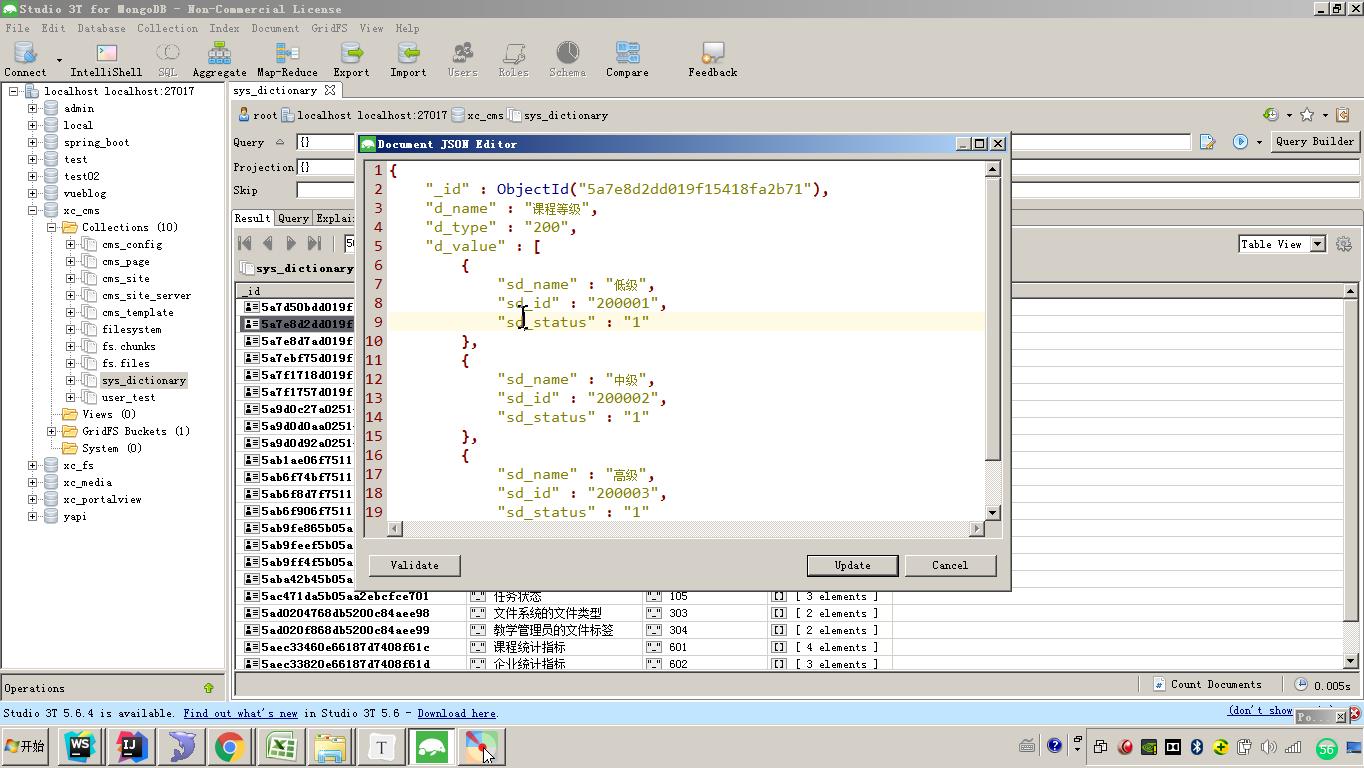 Studio 3T for MongoDB - Non-Commercial License
File Edit Database Collection Index Document GridFS View Help
Connect IntelliShell SQL Aggregate Map-Reduce Export Import Users Roles Schema Compare Feedback
localhost localhost:27017
admin
local
spring_boot
test
test02
vueblog
xc_cms
Collections (10)
cms_config
cms_page
cms_site
cms_site_server
cms_template
filesystem
fs.chunks
fs.files
sys_dictionary
user_test
Views (0)
GridFS Buckets (1)
System (0)
xc_fs
xc_media
xc_portalview
yapi
Operations
sys_dictionary
root localhost localhost:27017 xc_cms sys_dictionary
Query {}
Query Builder
Projection {}
Skip
Result Query Explai
Table View
sys_dictionary
_id
5a7d50bdd019f
5a7e8d2dd019f
5a7e8d7ad019f
5a7ebf75d019f
5a7f1718d019f
5a7f1757d019f
5a9d0c27a0251
5a9d0d0aa0251
5a9d0d92a0251
5ab1ae06f7511
5ab6f74bf7511
5ab6f8d7f7511
5ab6f906f7511
5ab9fe865b05a
5ab9feef5b05a
5ab9ff4f5b05a
5aba42b45b05a
5ac471da5b05aa2ebcfce701 任务状态 105 [ 3 elements ]
5ad0204768db5200c84aee98 文件系统的文件类型 303 [ 2 elements ]
5ad020f868db5200c84aee99 教学管理员的文件标签 304 [ 2 elements ]
5aec33460e66187d7408f61c 课程统计指标 601 [ 4 elements ]
5aec33820e66187d7408f61d 企业统计指标 602 [ 3 elements ]
Document JSON Editor
1 {
2 "_id" : ObjectId("5a7e8d2dd019f15418fa2b71"),
3 "d_name" : "课程等级",
4 "d_type" : "200",
5 "d_value" : [
6 {
7 "sd_name" : "低级",
8 "sd_id" : "200001",
9 "sd_status" : "1"
10 },
11 {
12 "sd_name" : "中级",
13 "sd_id" : "200002",
14 "sd_status" : "1"
15 },
16 {
17 "sd_name" : "高级",
18 "sd_id" : "200003",
19 "sd_status" : "1"
Validate Update Cancel
Count Documents 0.005s
Studio 3T 5.6.4 is available. Find out what's new in Studio 3T 5.6 - Download here.
(don't show
Po...
开始
WS
IJ
T
56